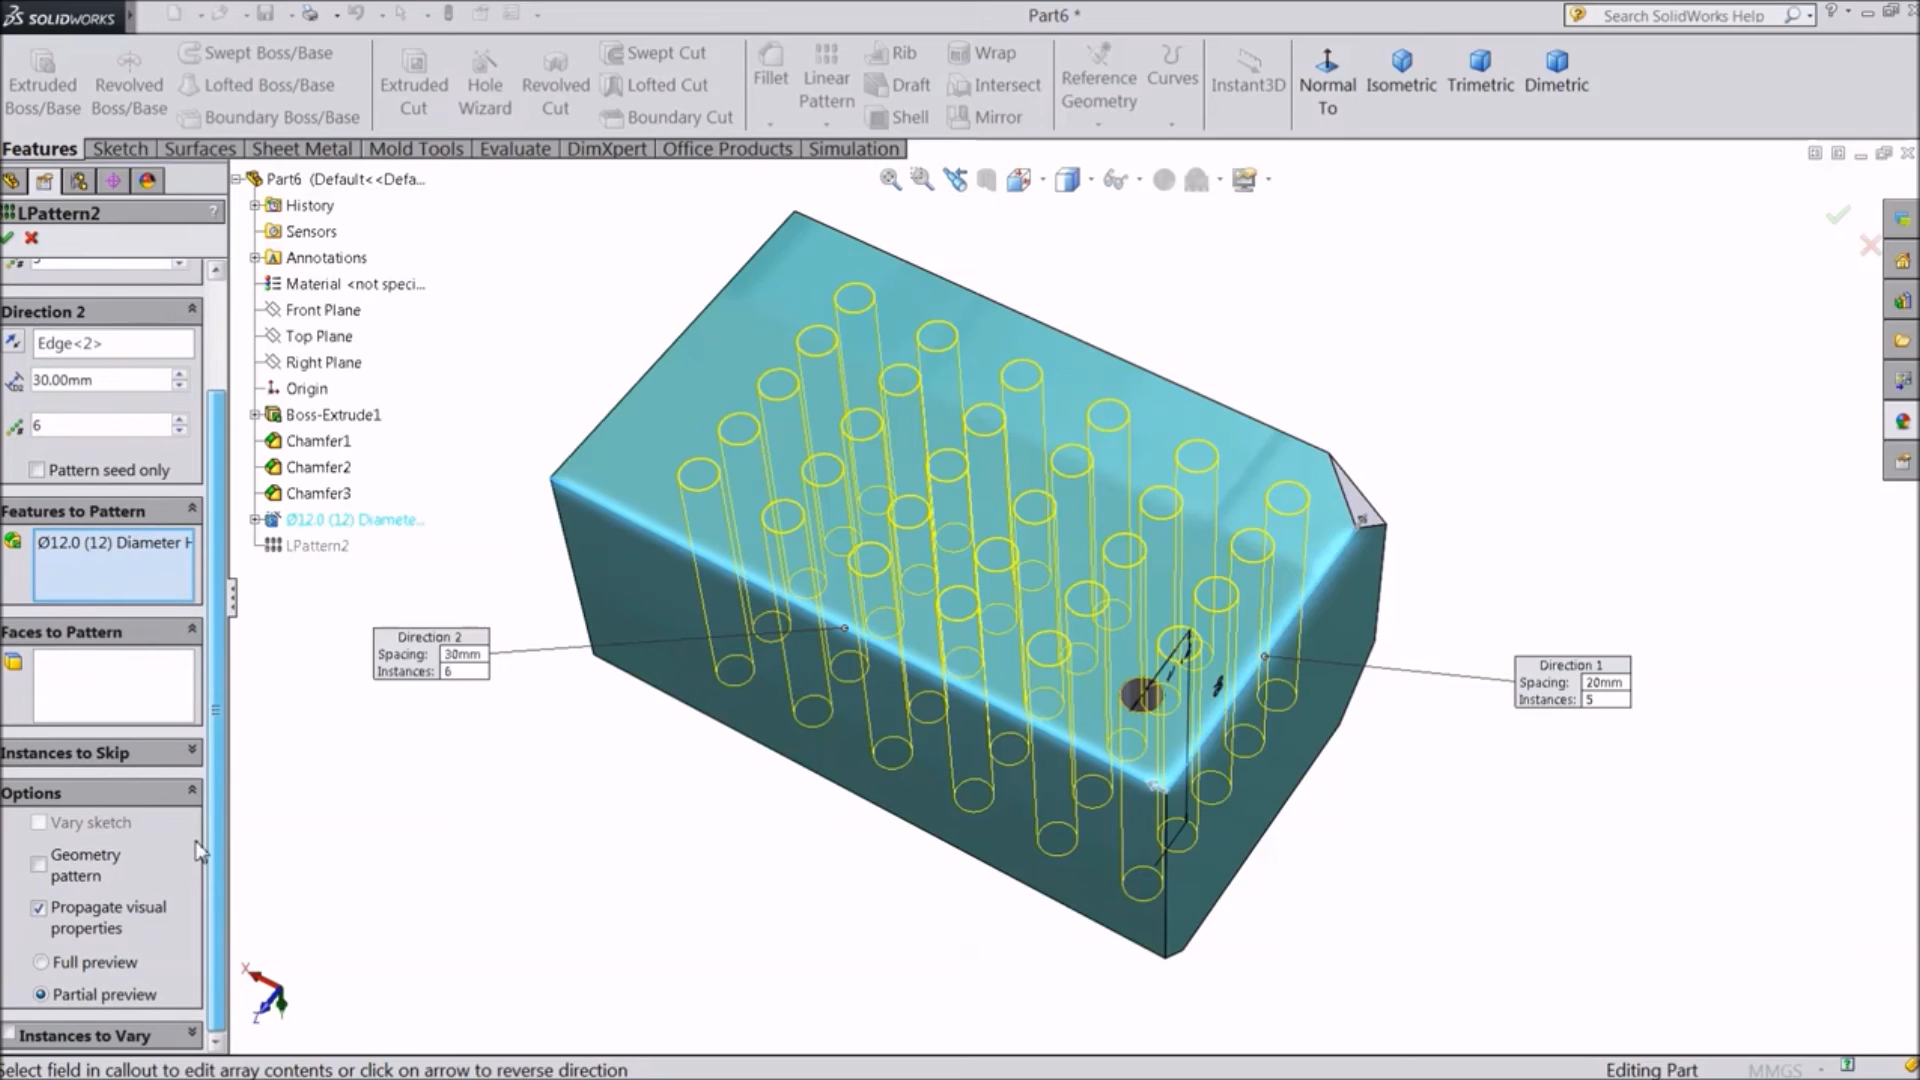 SOLIDWORKS
Part6 *
Search SolidWorks Help
Extruded Boss/Base
Revolved Boss/Base
Swept Boss/Base
Lofted Boss/Base
Boundary Boss/Base
Extruded Cut
Hole Wizard
Revolved Cut
Swept Cut
Lofted Cut
Boundary Cut
Fillet
Linear Pattern
Rib
Draft
Shell
Wrap
Intersect
Mirror
Reference Geometry
Curves
Instant3D
Normal To
Isometric
Trimetric
Dimetric
Features
Sketch
Surfaces
Sheet Metal
Mold Tools
Evaluate
DimXpert
Office Products
Simulation
LPattern2
?
Direction 2
Edge<2>
30.00mm
6
Pattern seed only
Features to Pattern
Ø12.0 (12) Diameter H
Faces to Pattern
Instances to Skip
Options
Vary sketch
Geometry pattern
Propagate visual properties
Full preview
Partial preview
Instances to Vary
Part6 (Default<<Defa...
History
Sensors
Annotations
Material <not speci...
Front Plane
Top Plane
Right Plane
Origin
Boss-Extrude1
Chamfer1
Chamfer2
Chamfer3
Ø12.0 (12) Diamete...
LPattern2
Direction 2
Spacing: 30mm
Instances: 6
Direction 1
Spacing: 20mm
Instances: 5
X
Z
Select field in callout to edit array contents or click on arrow to reverse direction
Editing Part
MMGS